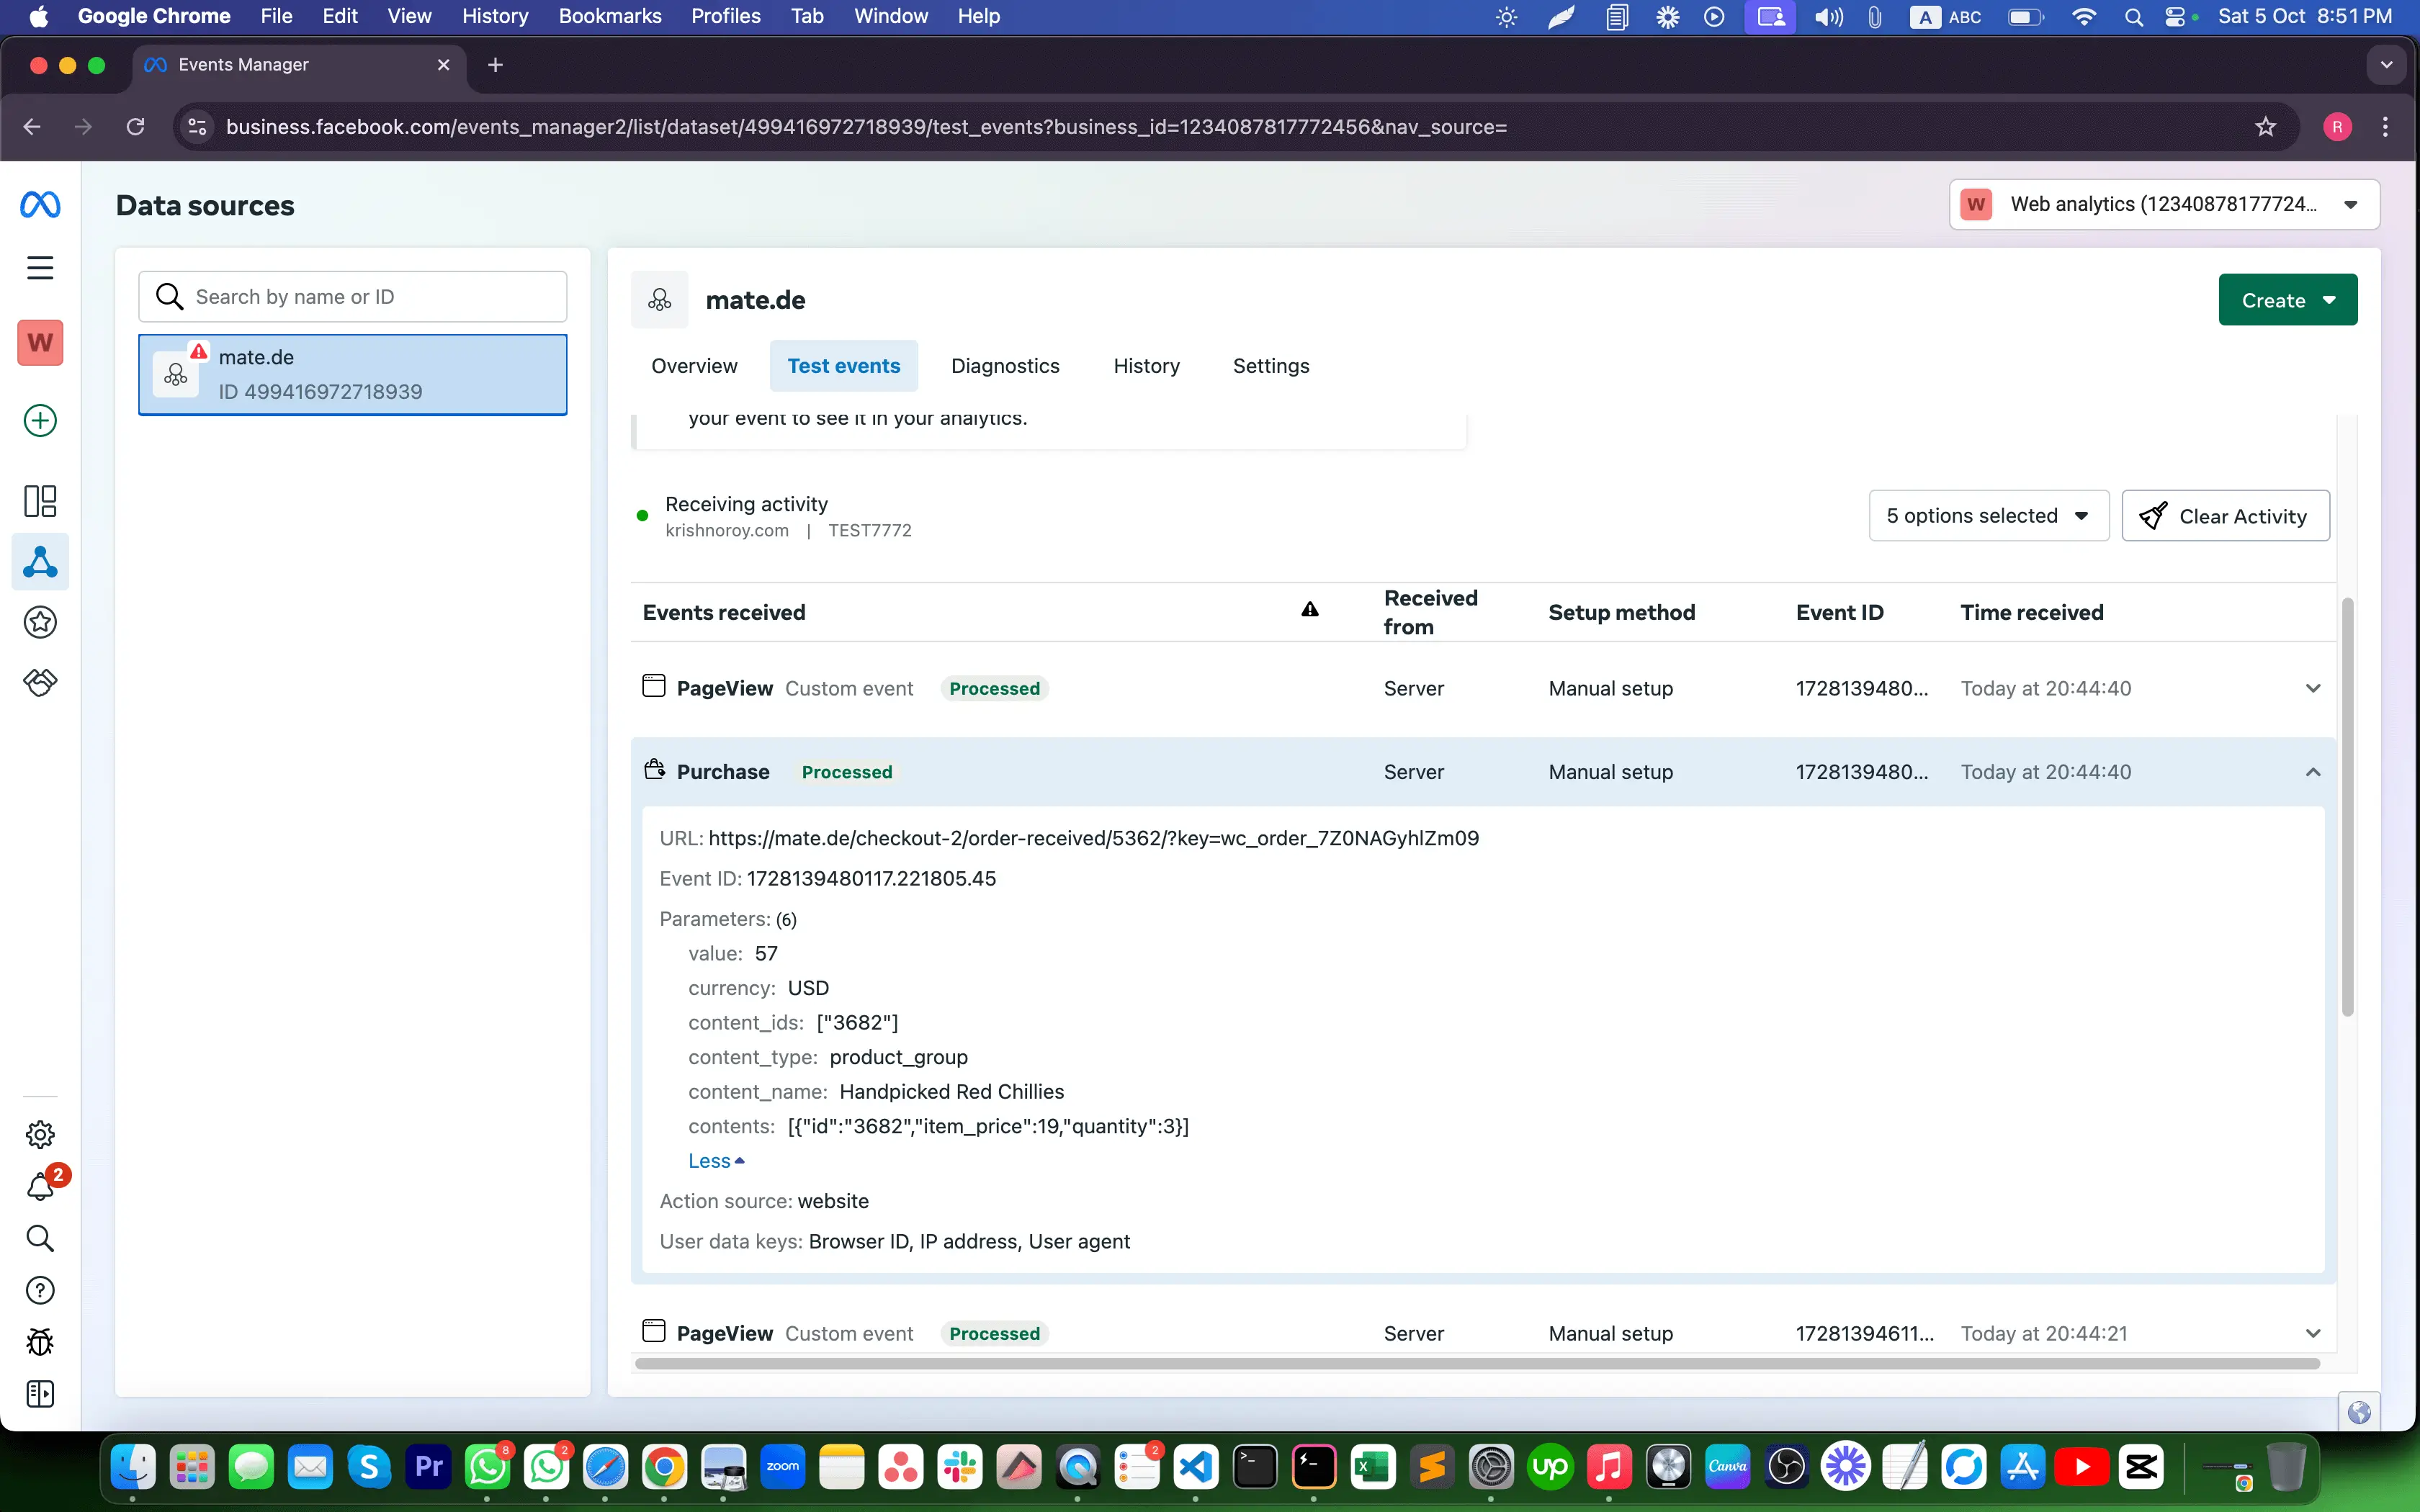 Google Chrome File Edit View History Bookmarks Profiles Tab Window Help
A ABC Sat 5 Oct 8:51 PM
Events Manager
business.facebook.com/events_manager2/list/dataset/499416972718939/test_events?business_id=1234087817772456&nav_source=
R
Data sources
W Web analytics (12340878177724...
Search by name or ID
mate.de
ID 499416972718939
W
2
mate.de
Create
Overview Test events Diagnostics History Settings
your event to see it in your analytics.
Receiving activity
krishnoroy.com | TEST7772
5 options selected
Clear Activity
Events received Received from Setup method Event ID Time received
PageView Custom event Processed Server Manual setup 1728139480... Today at 20:44:40
Purchase Processed Server Manual setup 1728139480... Today at 20:44:40
URL: https://mate.de/checkout-2/order-received/5362/?key=wc_order_7Z0NAGyhlZm09
Event ID: 1728139480117.221805.45
Parameters: (6)
value: 57
currency: USD
content_ids: ["3682"]
content_type: product_group
content_name: Handpicked Red Chillies
contents: [{"id":"3682","item_price":19,"quantity":3}]
Less
Action source: website
User data keys: Browser ID, IP address, User agent
PageView Custom event Processed Server Manual setup 17281394611... Today at 20:44:21
S Pr 8 2 zoom 2 X up Canva